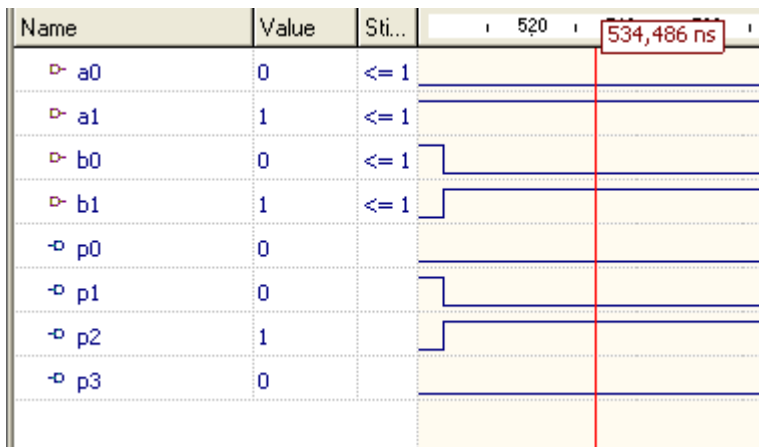 Name Value Sti... 520
534,486 ns
a0 0 <= 1
a1 1 <= 1
b0 0 <= 1
b1 1 <= 1
p0 0
p1 0
p2 1
p3 0